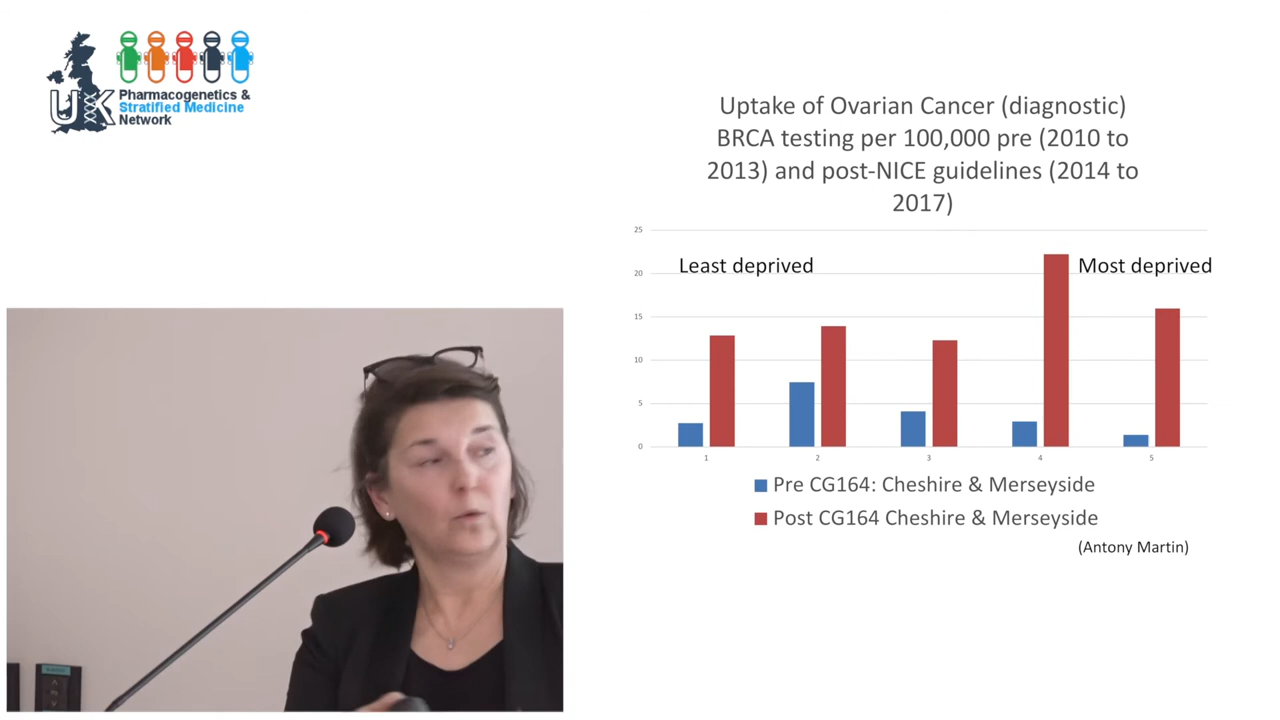 UK
Pharmacogenetics &
Stratified Medicine
Network
Uptake of Ovarian Cancer (diagnostic)
BRCA testing per 100,000 pre (2010 to
2013) and post-NICE guidelines (2014 to
2017)
25
Least deprived
Most deprived
20
15
10
5
0
1
2
3
4
5
Pre CG164: Cheshire & Merseyside
Post CG164 Cheshire & Merseyside
(Antony Martin)